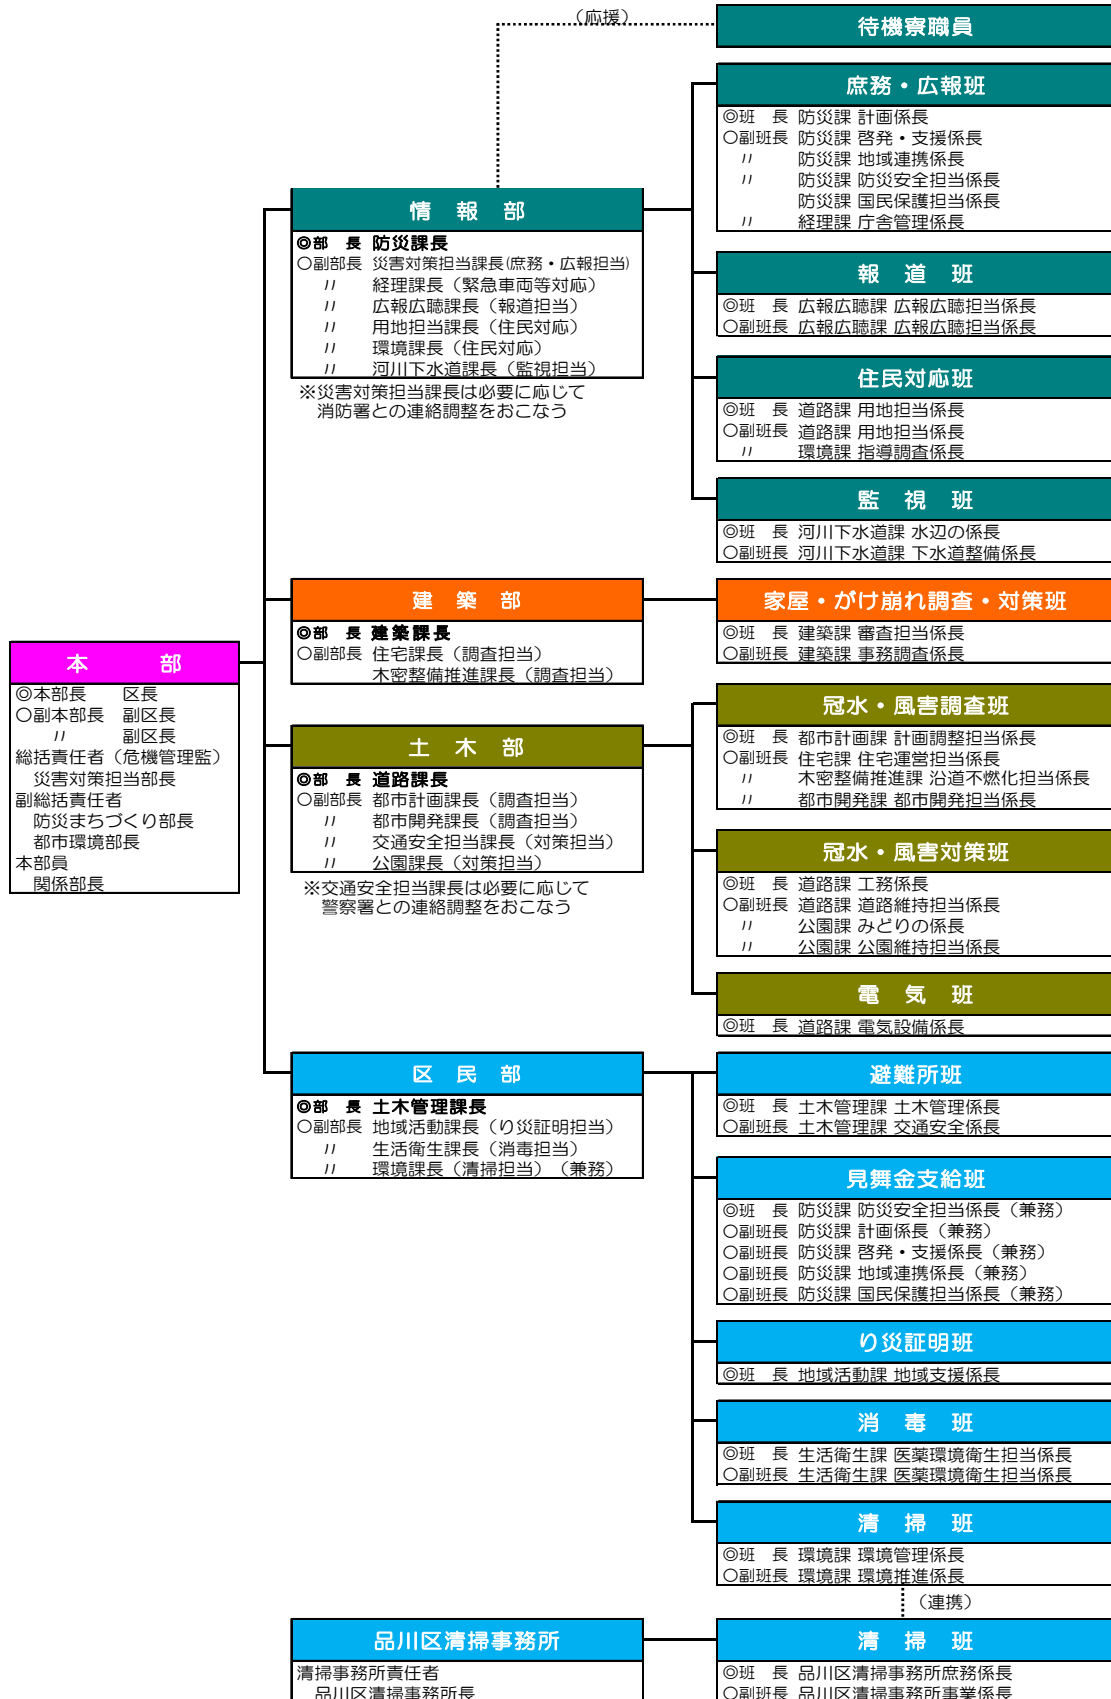 （応援）
待機寮職員
庶務・広報班
◎班　長 防災課 計画係長
○副班長 防災課 啓発・支援係長
〃 防災課 地域連携係長
〃 防災課 防災安全担当係長
防災課 国民保護担当係長
〃 経理課 庁舎管理係長
情　報　部
◎部　長 防災課長
○副部長 災害対策担当課長(庶務・広報担当)
〃 経理課長（緊急車両等対応）
〃 広報広聴課長（報道担当）
〃 用地担当課長（住民対応）
〃 環境課長（住民対応）
〃 河川下水道課長（監視担当）
※災害対策担当課長は必要に応じて
消防署との連絡調整をおこなう
報　道　班
◎班　長 広報広聴課 広報広聴担当係長
○副班長 広報広聴課 広報広聴担当係長
住民対応班
◎班　長 道路課 用地担当係長
○副班長 道路課 用地担当係長
〃 環境課 指導調査係長
監　視　班
◎班　長 河川下水道課 水辺の係長
○副班長 河川下水道課 下水道整備係長
建　築　部
◎部　長 建築課長
○副部長 住宅課長（調査担当）
木密整備推進課長（調査担当）
家屋・がけ崩れ調査・対策班
◎班　長 建築課 審査担当係長
○副班長 建築課 事務調査係長
本　　　部
◎本部長　区長
○副本部長　副区長
〃　副区長
総括責任者（危機管理監）
災害対策担当部長
副総括責任者
防災まちづくり部長
都市環境部長
本部員
関係部長
土　木　部
◎部　長 道路課長
○副部長 都市計画課長（調査担当）
〃 都市開発課長（調査担当）
〃 交通安全担当課長（対策担当）
〃 公園課長（対策担当）
※交通安全担当課長は必要に応じて
警察署との連絡調整をおこなう
冠水・風害調査班
◎班　長 都市計画課 計画調整担当係長
○副班長 住宅課 住宅運営担当係長
〃 木密整備推進課 沿道不燃化担当係長
〃 都市開発課 都市開発担当係長
冠水・風害対策班
◎班　長 道路課 工務係長
○副班長 道路課 道路維持担当係長
〃 公園課 みどりの係長
〃 公園課 公園維持担当係長
電　気　班
◎班　長 道路課 電気設備係長
区　民　部
◎部　長 土木管理課長
○副部長 地域活動課長（り災証明担当）
〃 生活衛生課長（消毒担当）
〃 環境課長（清掃担当）（兼務）
避難所班
◎班　長 土木管理課 土木管理係長
○副班長 土木管理課 交通安全係長
見舞金支給班
◎班　長 防災課 防災安全担当係長（兼務）
○副班長 防災課 計画係長（兼務）
○副班長 防災課 啓発・支援係長（兼務）
○副班長 防災課 地域連携係長（兼務）
○副班長 防災課 国民保護担当係長（兼務）
り災証明班
◎班　長 地域活動課 地域支援係長
消　毒　班
◎班　長 生活衛生課 医薬環境衛生担当係長
○副班長 生活衛生課 医薬環境衛生担当係長
清　掃　班
◎班　長 環境課 環境管理係長
○副班長 環境課 環境推進係長
（連携）
品川区清掃事務所
清掃事務所責任者
品川区清掃事務所長
清　掃　班
◎班　長 品川区清掃事務所庶務係長
○副班長 品川区清掃事務所事業係長